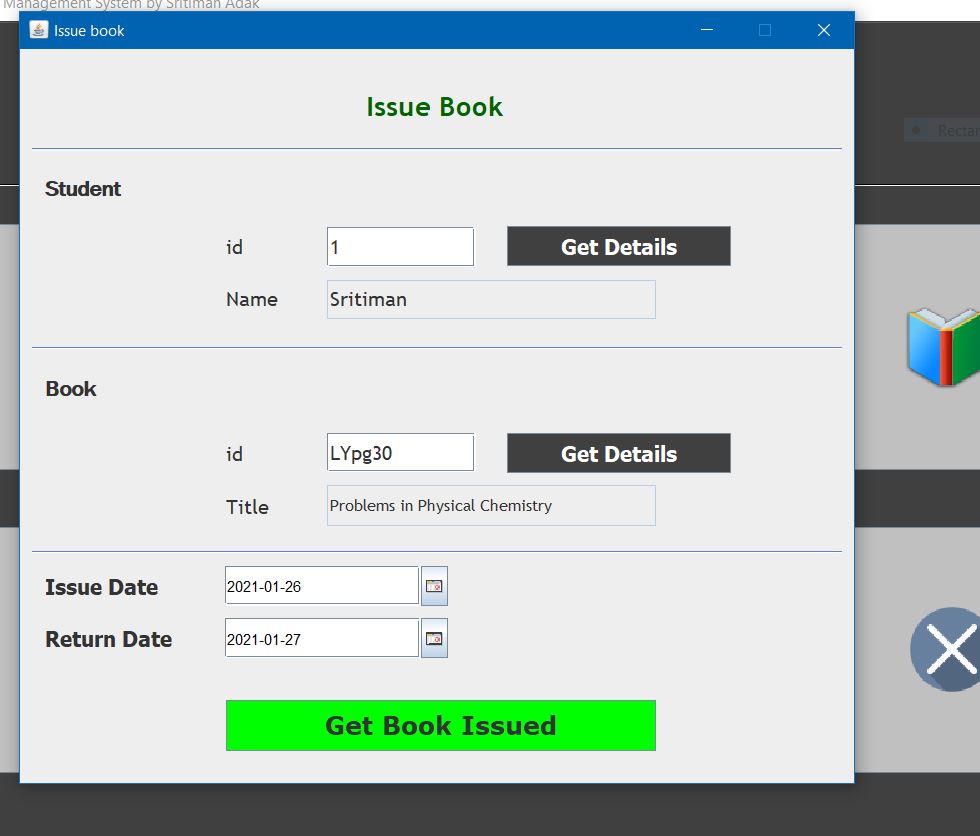 Management System by Sritiman Adak
Issue book
Issue Book
Student
id 1 Get Details
Name Sritiman
Book
id LYpg30 Get Details
Title Problems in Physical Chemistry
Issue Date 2021-01-26
Return Date 2021-01-27
Get Book Issued